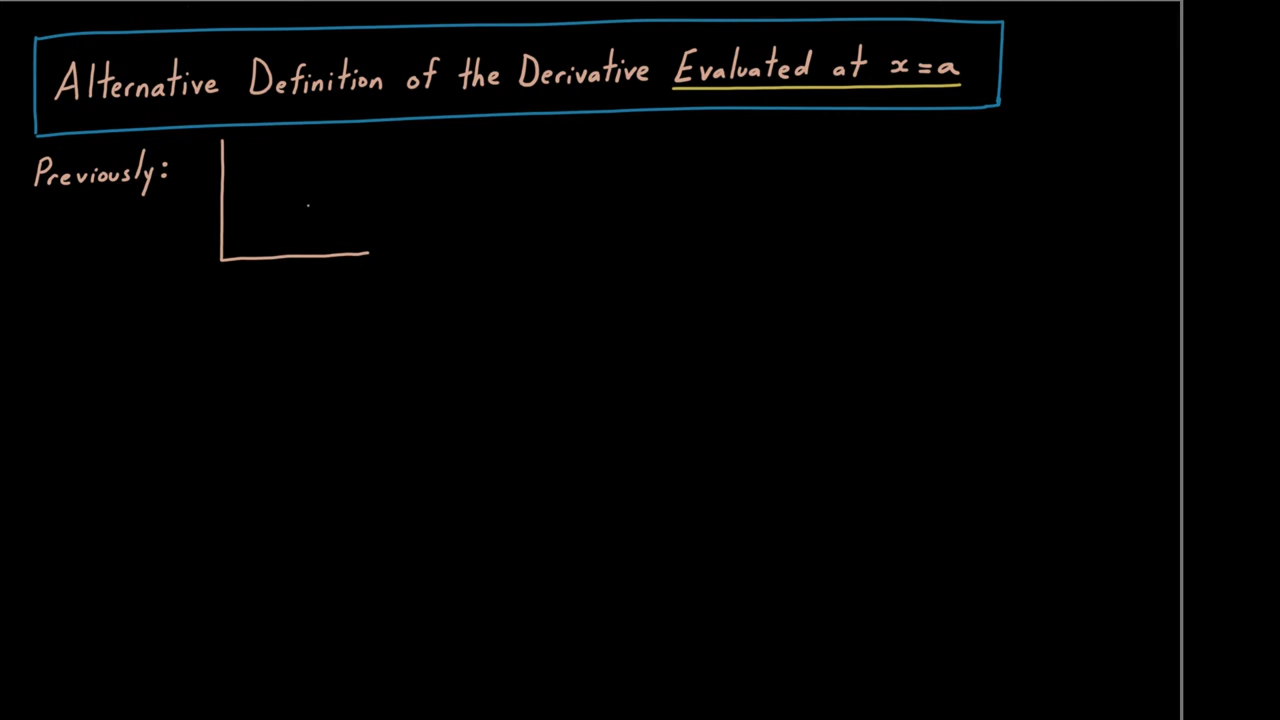 Alternative Definition of the Derivative Evaluated at x=a
Previously: